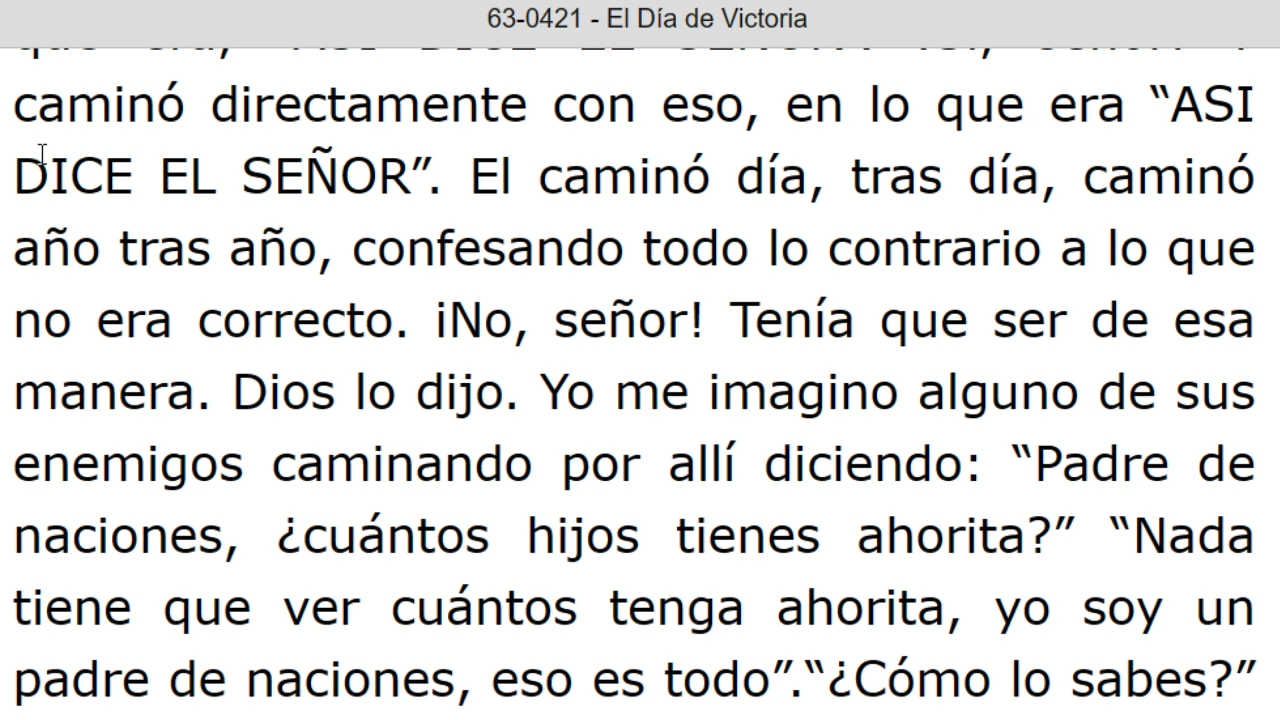 63-0421 - El Día de Victoria
caminó directamente con eso, en lo que era “ASI
DICE EL SEÑOR”. El caminó día, tras día, caminó
año tras año, confesando todo lo contrario a lo que
no era correcto. ¡No, señor! Tenía que ser de esa
manera. Dios lo dijo. Yo me imagino alguno de sus
enemigos caminando por allí diciendo: “Padre de
naciones, ¿cuántos hijos tienes ahorita?” “Nada
tiene que ver cuántos tenga ahorita, yo soy un
padre de naciones, eso es todo”.“¿Cómo lo sabes?”